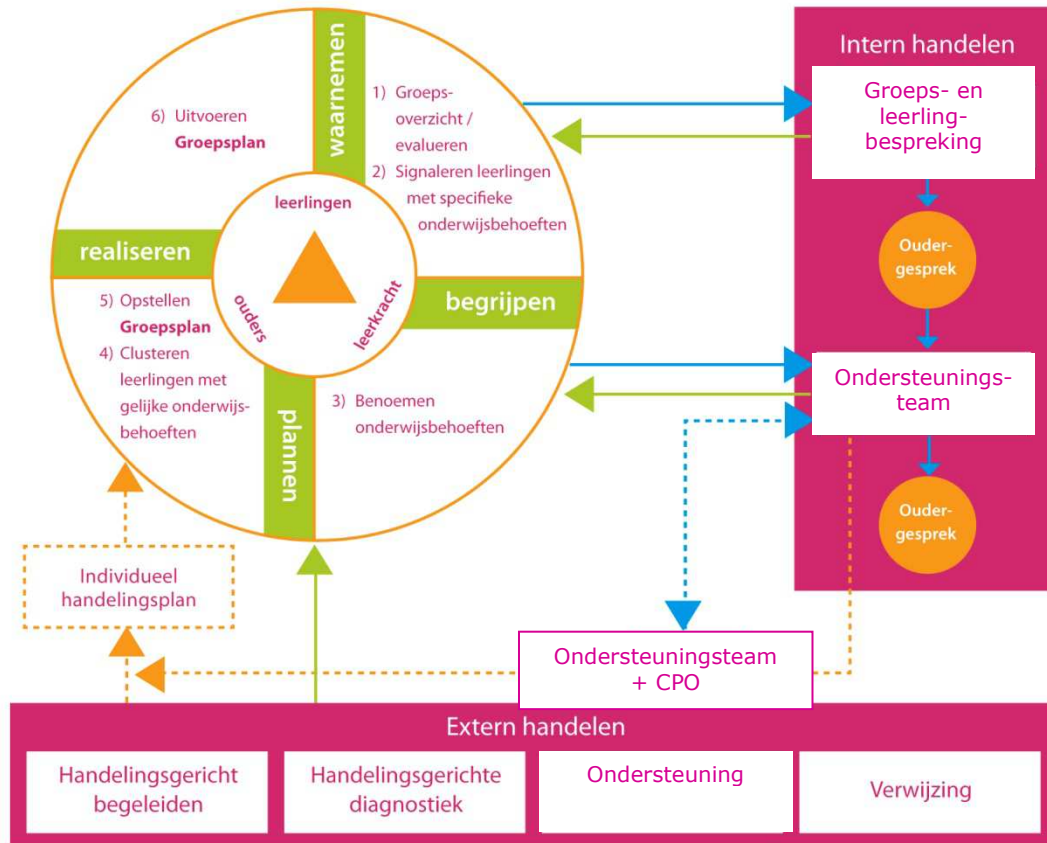 waarnemen
1) Groeps-
overzicht /
evalueren
2) Signaleren leerlingen
met specifieke
onderwijsbehoeften
begrijpen
3) Benoemen
onderwijsbehoeften
plannen
4) Clusteren
leerlingen met
gelijke onderwijs-
behoeften
5) Opstellen
Groepsplan
realiseren
6) Uitvoeren
Groepsplan
leerlingen
leerkracht
ouders
Intern handelen
Groeps- en
leerling-
bespreking
Ouder-
gesprek
Ondersteunings-
team
Ouder-
gesprek
Individueel
handelingsplan
Ondersteuningsteam
+ CPO
Extern handelen
Handelingsgericht
begeleiden
Handelingsgerichte
diagnostiek
Ondersteuning
Verwijzing